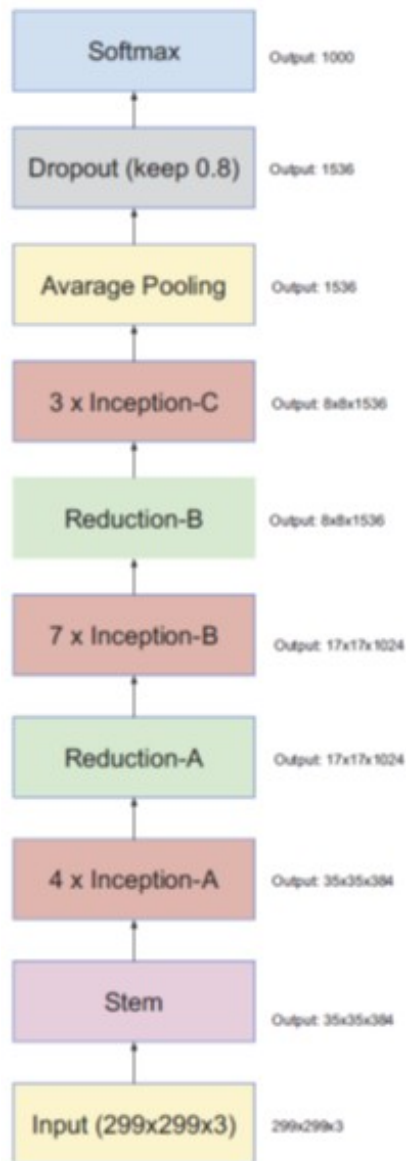 Softmax
Output: 1000
Dropout (keep 0.8)
Output: 1536
Avarage Pooling
Output: 1536
3 x Inception-C
Output: 8x8x1536
Reduction-B
Output: 8x8x1536
7 x Inception-B
Output: 17x17x1024
Reduction-A
Output: 17x17x1024
4 x Inception-A
Output: 35x35x384
Stem
Output: 35x35x384
Input (299x299x3)
299x299x3